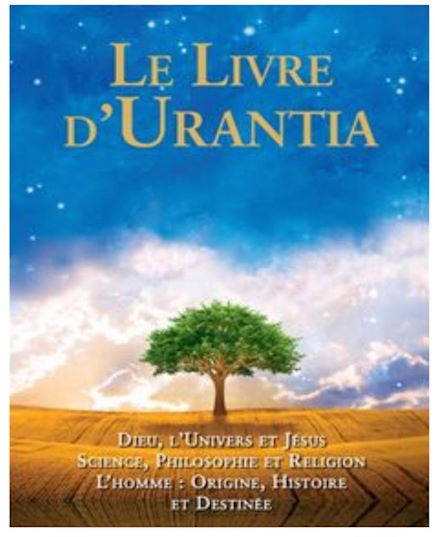 LE LIVRE
D'URANTIA
DIEU, L'UNIVERS ET JÉSUS
SCIENCE, PHILOSOPHIE ET RELIGION
L'HOMME : ORIGINE, HISTOIRE
ET DESTINÉE